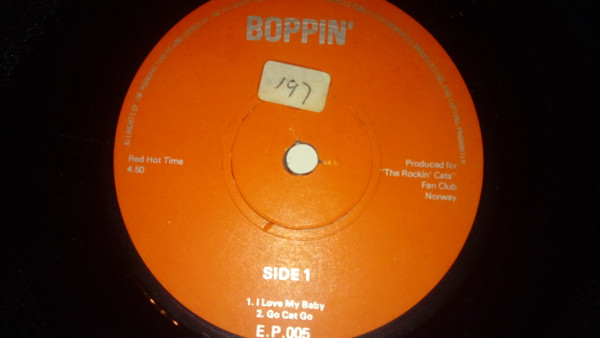 BOPPIN'
197
Red Hot Time
4.50
Produced for
"The Rockin' Cats"
Fan Club
Norway
SIDE 1
1. I Love My Baby
2. Go Cat Go
E.P.005